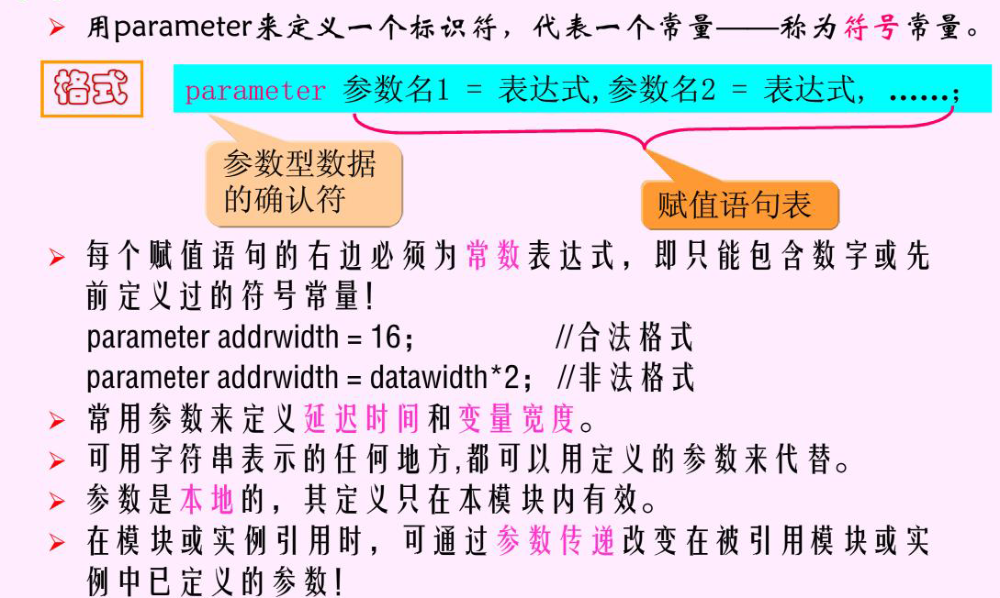 用parameter来定义一个标识符，代表一个常量——称为符号常量。
格式
parameter 参数名1 = 表达式,参数名2 = 表达式, ……;
参数型数据
的确认符
赋值语句表
每个赋值语句的右边必须为常数表达式，即只能包含数字或先
前定义过的符号常量！
parameter addrwidth = 16； //合法格式
parameter addrwidth = datawidth*2； //非法格式
常用参数来定义延迟时间和变量宽度。
可用字符串表示的任何地方,都可以用定义的参数来代替。
参数是本地的，其定义只在本模块内有效。
在模块或实例引用时，可通过参数传递改变在被引用模块或实
例中已定义的参数！